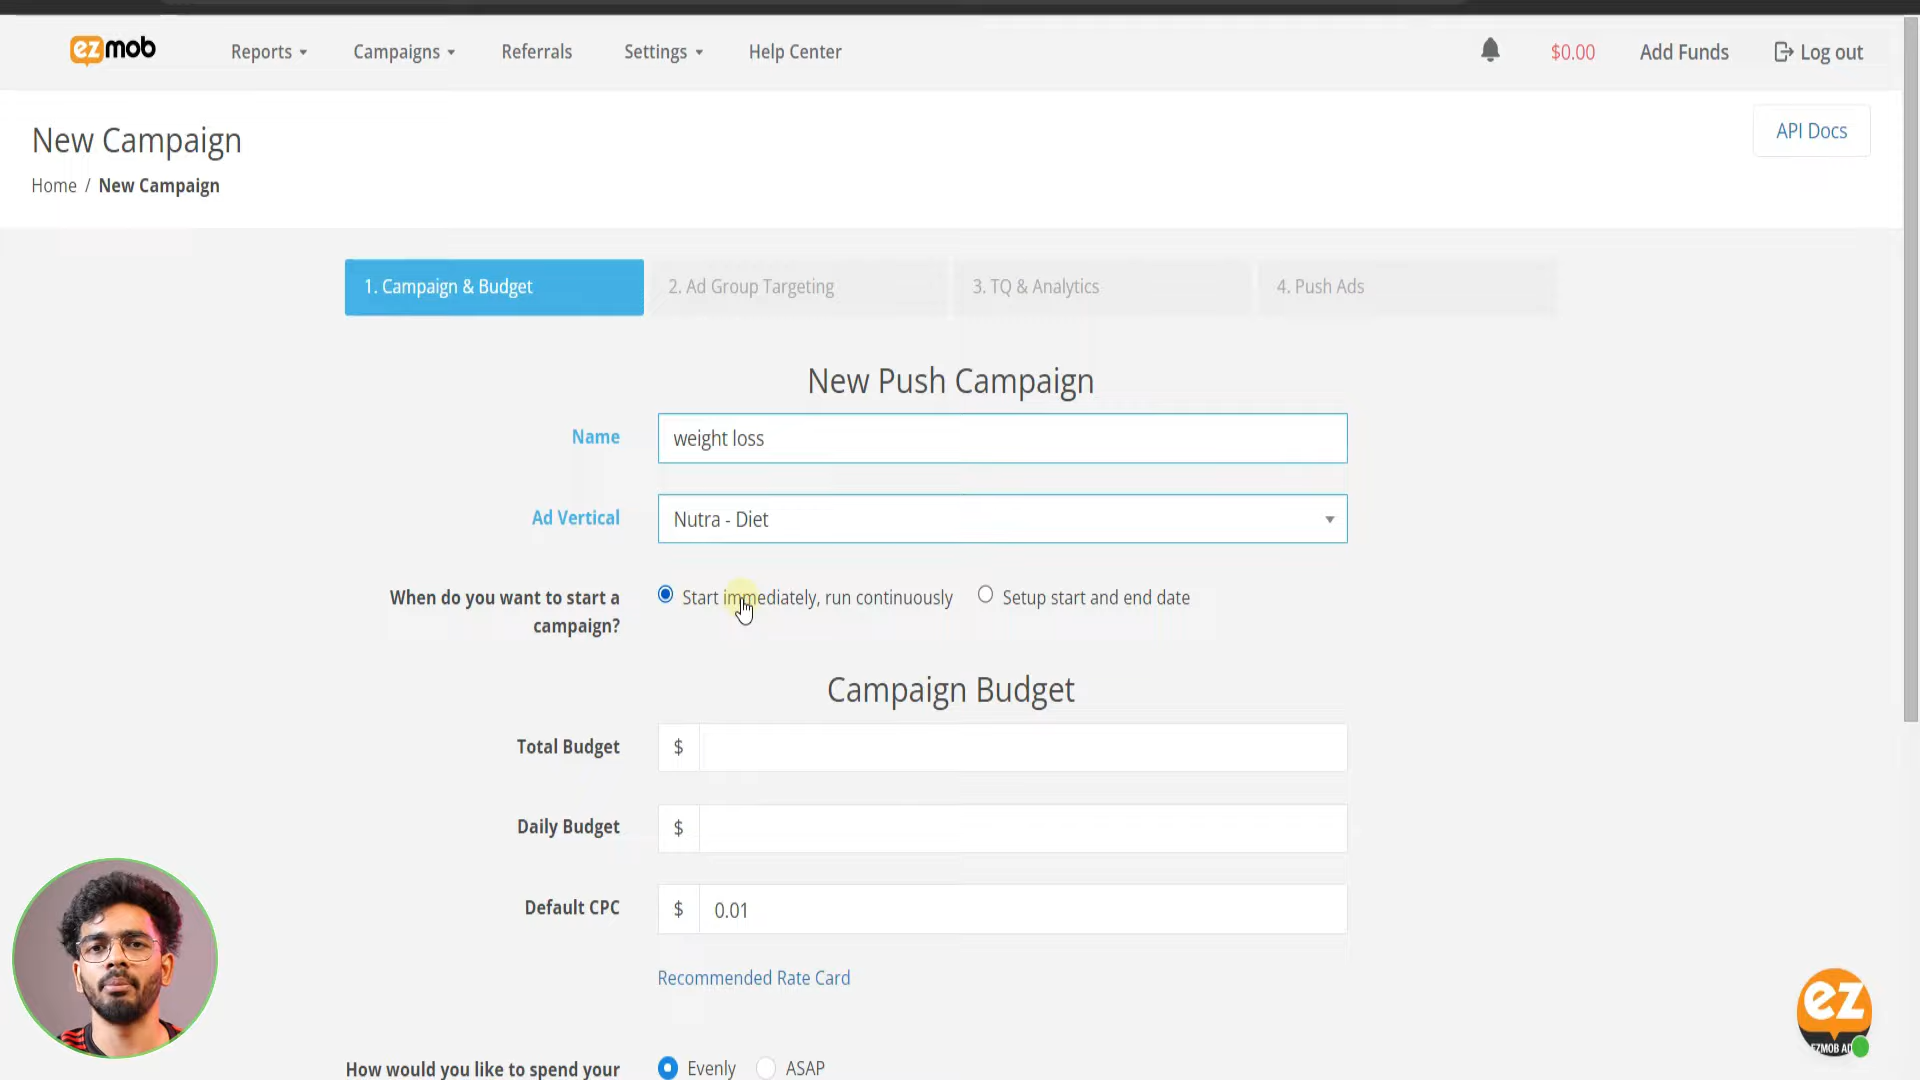 ezmob
Reports
Campaigns
Referrals
Settings
Help Center
$0.00
Add Funds
Log out
New Campaign
API Docs
Home / New Campaign
1. Campaign & Budget
2. Ad Group Targeting
3. TQ & Analytics
4. Push Ads
New Push Campaign
Name
weight loss
Ad Vertical
Nutra - Diet
When do you want to start a
campaign?
Start immediately, run continuously
Setup start and end date
Campaign Budget
Total Budget
$
Daily Budget
$
Default CPC
$ 0.01
Recommended Rate Card
ez
EZMOB AD
How would you like to spend your
Evenly
ASAP